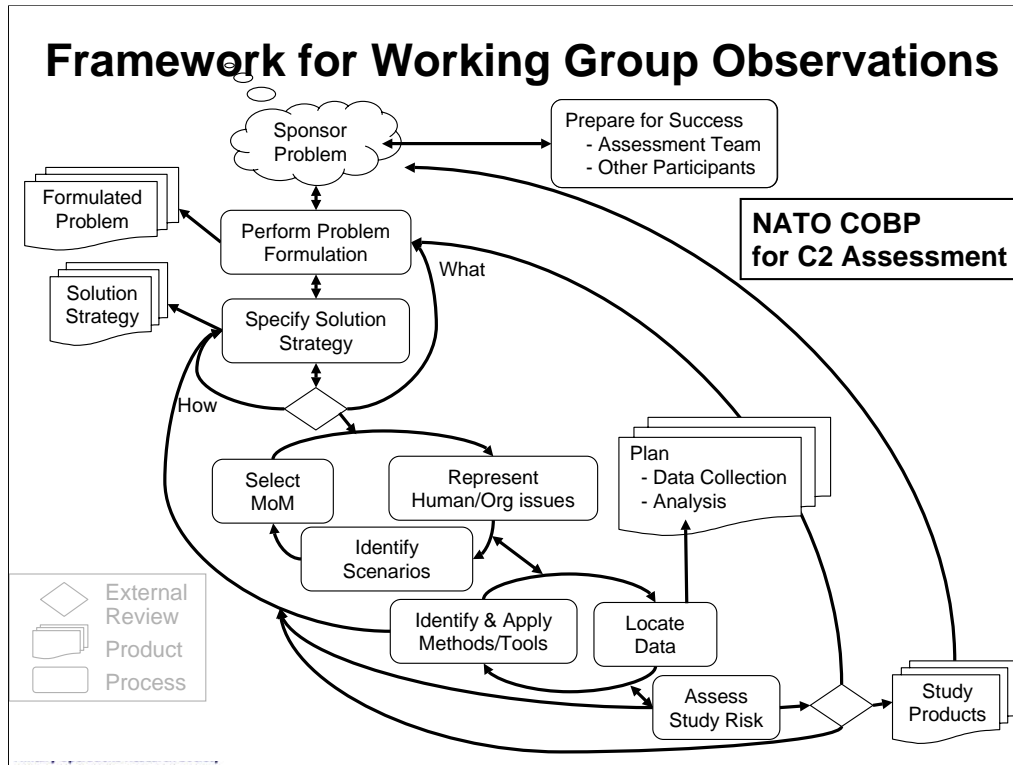 Framework for Working Group Observations
Sponsor
Problem
Prepare for Success
- Assessment Team
- Other Participants
Formulated
Problem
Perform Problem
Formulation
NATO COBP
for C2 Assessment
What
Solution
Strategy
Specify Solution
Strategy
How
Select
MoM
Represent
Human/Org issues
Plan
- Data Collection
- Analysis
Identify
Scenarios
Identify & Apply
Methods/Tools
Locate
Data
External
Review
Product
Process
Assess
Study Risk
Study
Products